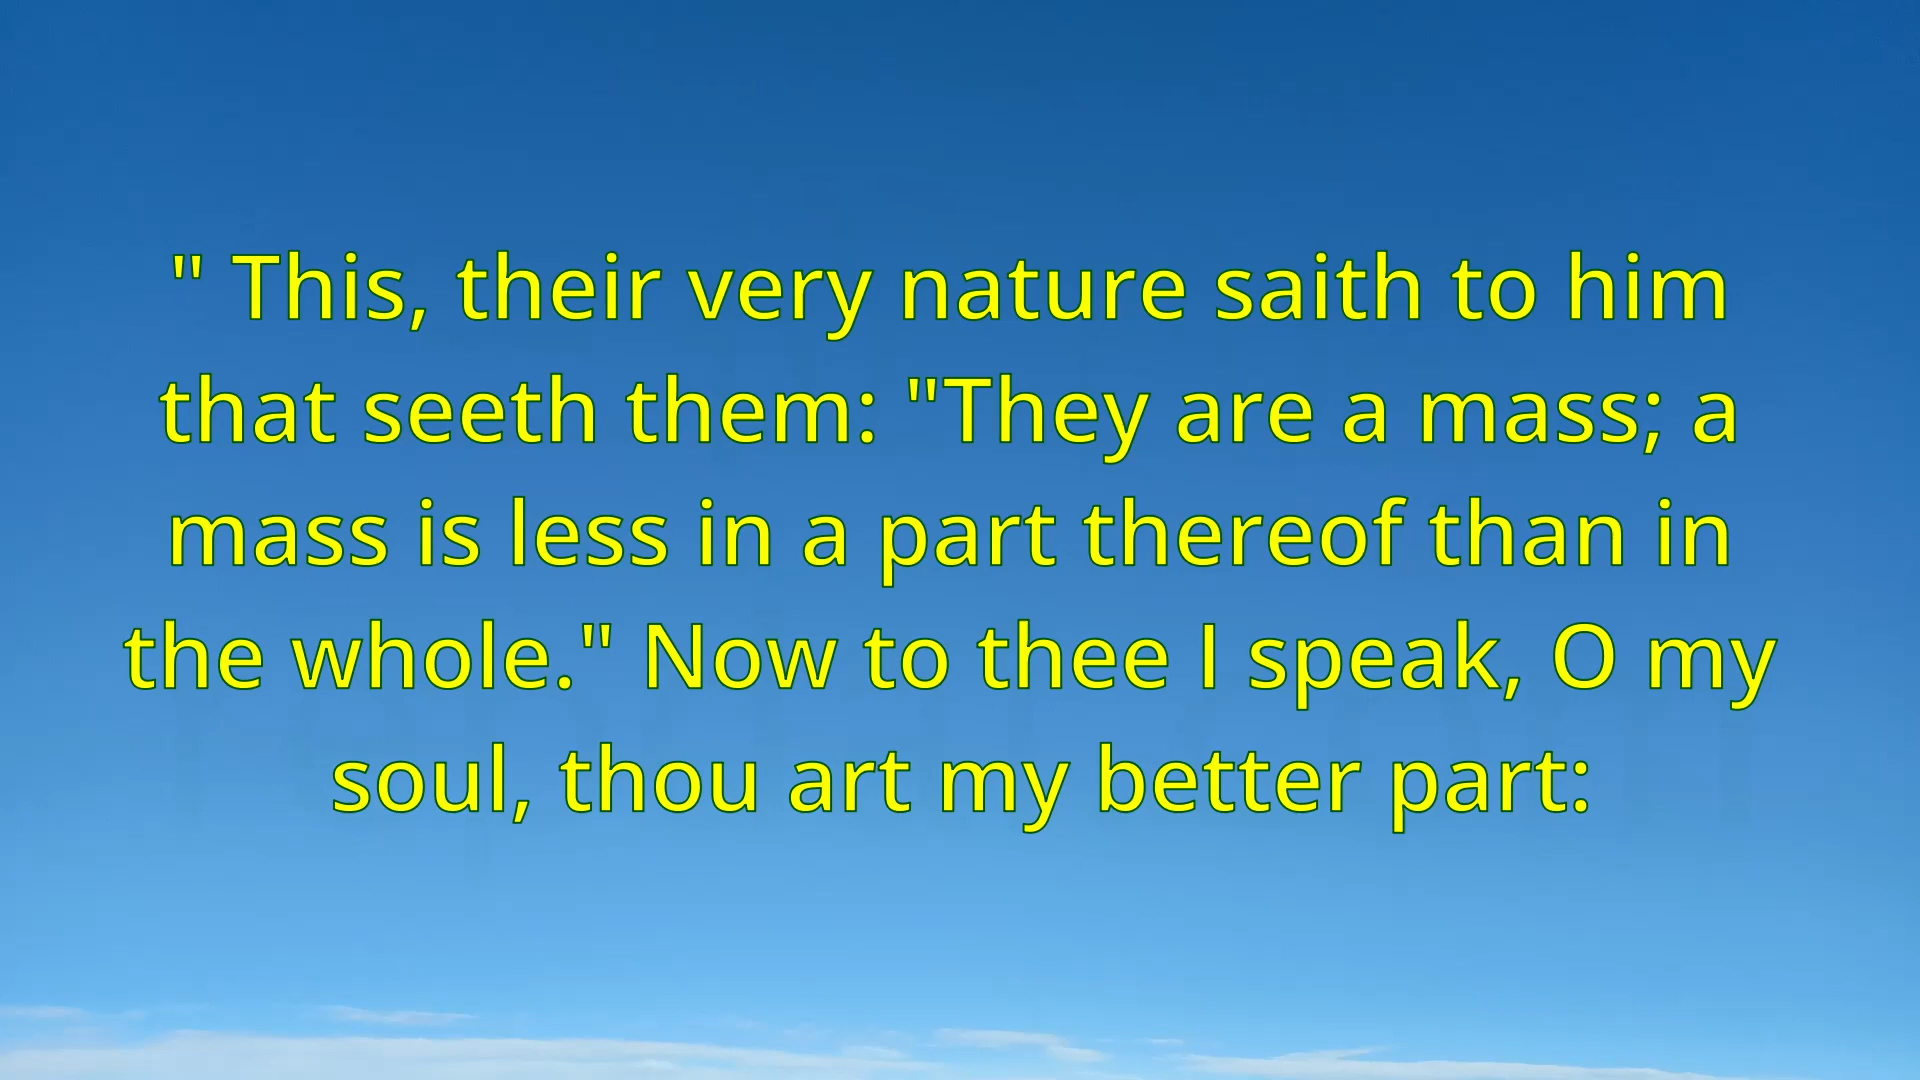 " This, their very nature saith to him
that seeth them: "They are a mass; a
mass is less in a part thereof than in
the whole." Now to thee I speak, O my
soul, thou art my better part: